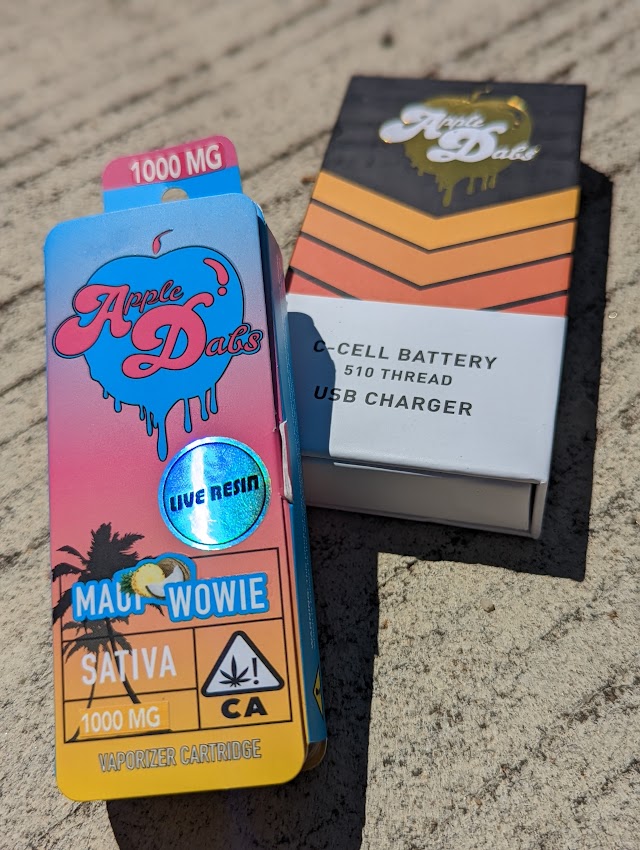 1000 MG
Apple
Dabs
LIVE RESIN
MAUI WOWIE
SATIVA
1000 MG
CA
VAPORIZER CARTRIDGE
Apple
Dabs
C-CELL BATTERY
510 THREAD
USB CHARGER